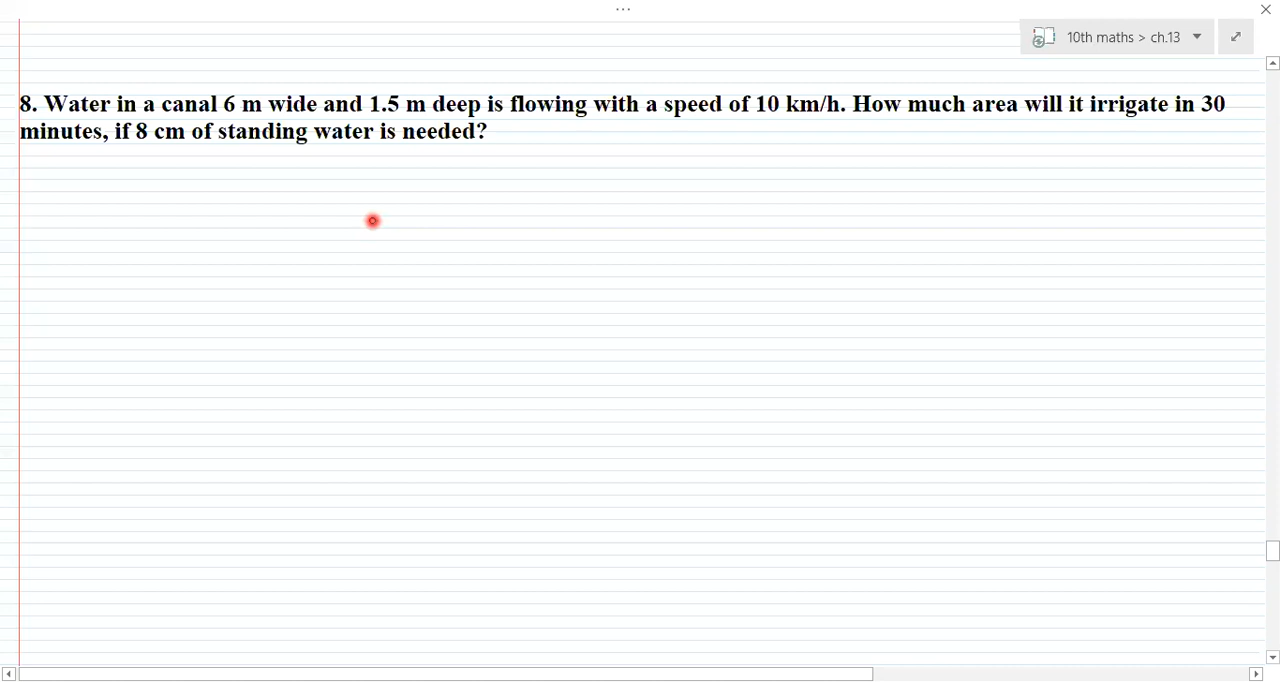 ...
10th maths > ch.13
8. Water in a canal 6 m wide and 1.5 m deep is flowing with a speed of 10 km/h. How much area will it irrigate in 30
minutes, if 8 cm of standing water is needed?